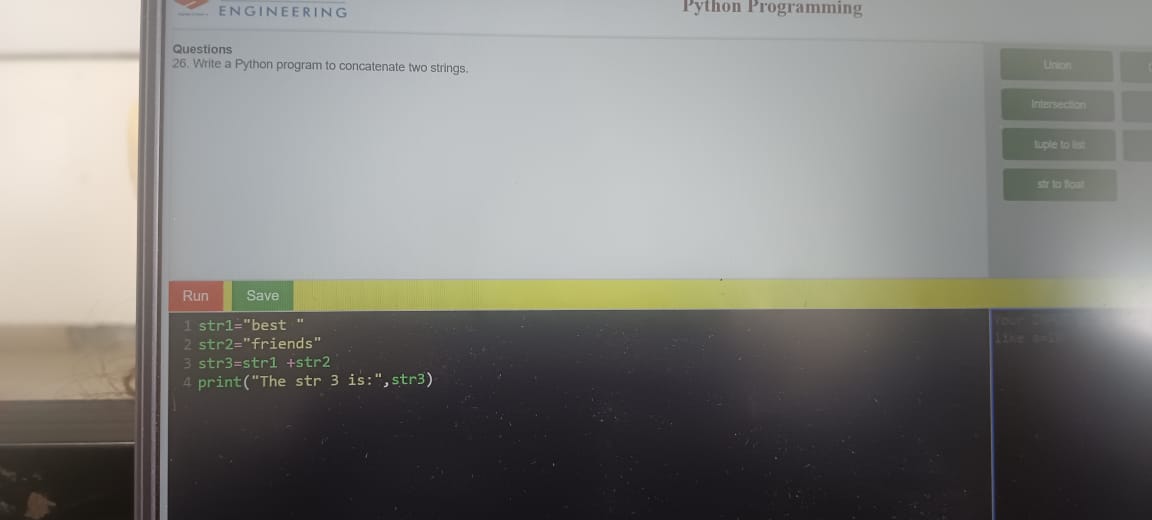 ENGINEERING
Python Programming
Questions
26. Write a Python program to concatenate two strings.
Union
Intersection
tuple to list
str to float
Run
Save
1 str1="best "
2 str2="friends"
3 str3=str1 +str2
4 print("The str 3 is:",str3)
Your
like